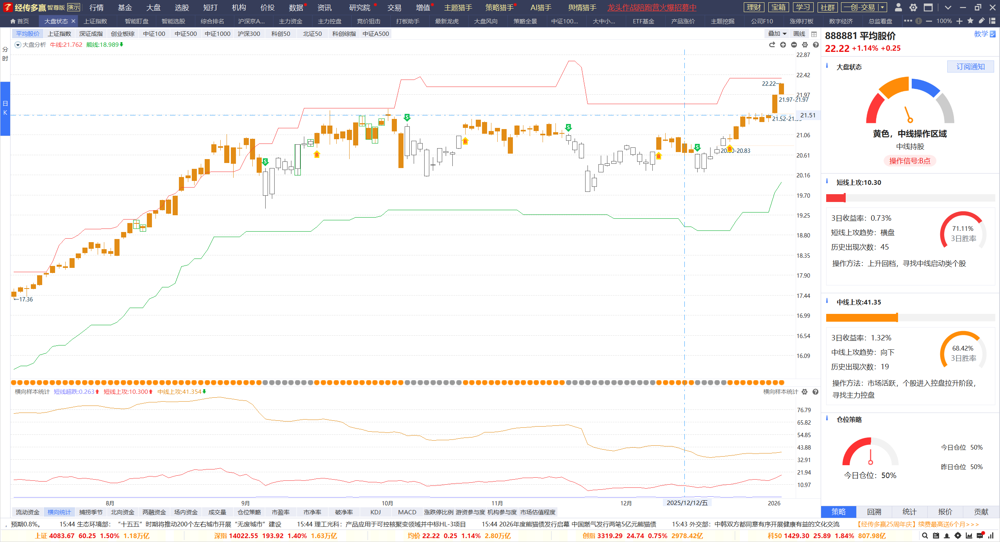 经传多赢 智尊版 演示 行情 基金 大盘 选股 短打 机构 价投 数据 资讯 研究院 交易 增值 主题猎手 策略猎手 AI猎手 舆情猎手 龙头作战陪跑营火爆招募中 理财 宝箱 学习 社群 一创-交易
首页 大盘状态 上证指数 智能盯盘 智能选股 综合排名 沪深京A... 主力资金 主力控盘 竞价狙击 打板助手 最新龙虎 大盘风向 策略全景 中证100... 大中小... ETF基金 产品涨价 主题挖掘 公司F10 涨停打板 数字经济 总监看盘 100%
平均股价 上证指数 深证成指 创业板综 中证100 中证500 中证1000 沪深300 科创50 北证50 科创综指 中证A500 叠加 画线
大盘分析 牛线:21.762 熊线:18.989
分时
日K
22.87
22.42
21.97
21.51
21.06
20.61
20.16
19.70
19.25
18.80
18.35
17.90
17.44
16.99
16.54
16.09
22.22
21.97-21.97
20.83
←17.36
S
B
S
B
S
B
S
B
横向样本统计 短线超跌:0.263 短线上攻:10.300 中线上攻:41.354 横向样本统计
76.79
65.82
54.85
43.88
32.91
21.94
10.97
8月 9月 10月 11月 12月 2025/12/12/五 2026
流动资金 横向统计 捕捞季节 北向资金 两融资金 场内资金 成交量 仓位策略 市盈率 市净率 破净率 KDJ MACD 涨跌停比例 游资参与度 机构参与度 市场估值程度
888881 平均股价 教学
22.22 +1.14% +0.25
大盘状态 订阅通知
黄色，中线操作区域
中线持股
操作信号:B点
短线上攻:10.30
3日收益率：0.73%
短线上攻趋势：横盘
历史出现次数：45
71.11%
3日胜率
操作方法：上升回档，寻找中线启动类个股
中线上攻:41.35
3日收益率：1.32%
中线上攻趋势：向下
历史出现次数：19
68.42%
3日胜率
操作方法：市场活跃，个股进入控盘拉升阶段，
寻找主力控盘
仓位策略
今日仓位 50%
昨日仓位 50%
今日仓位：50%
策略 回溯 统计 报价 贡献
，预期0.8%。 15:44 生态环境部：“十五五”时期将推动200个左右城市开展“无废城市”建设 15:44 理工光科：产品应用于可控核聚变领域并中标HL-3项目 15:44 2026年度熊猫债发行启幕 中国燃气发行两笔5亿元熊猫债 15:43 外交部：中韩双方都同意有序开展健康有益的文化交流 【经传多赢25周年庆】续费最高送6个月>>>
上证 4083.67 60.25 1.50% 1.18万亿 深指 14022.55 193.92 1.40% 1.63万亿 均价 22.22 0.25 1.14% 2.80万亿 创指 3319.29 24.74 0.75% 2978.42亿 科50 1429.30 25.89 1.84% 807.98亿